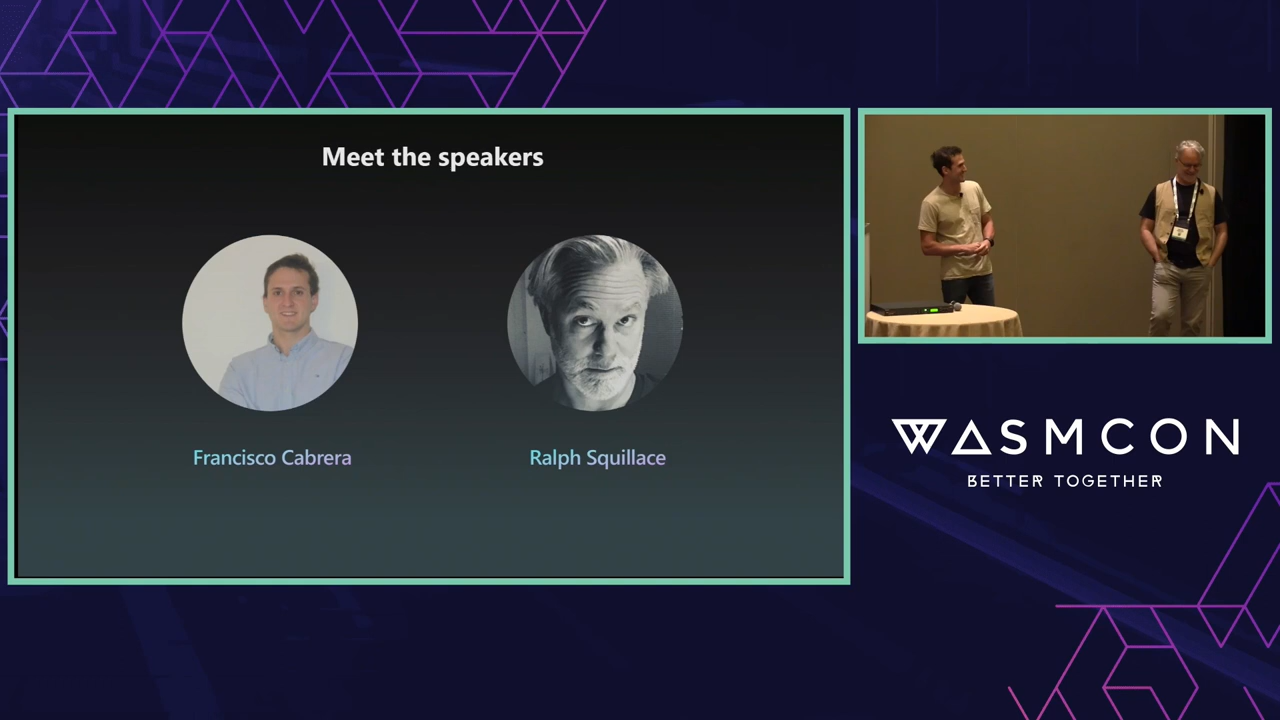 Meet the speakers
Francisco Cabrera
Ralph Squillace
WASMCON
BETTER TOGETHER